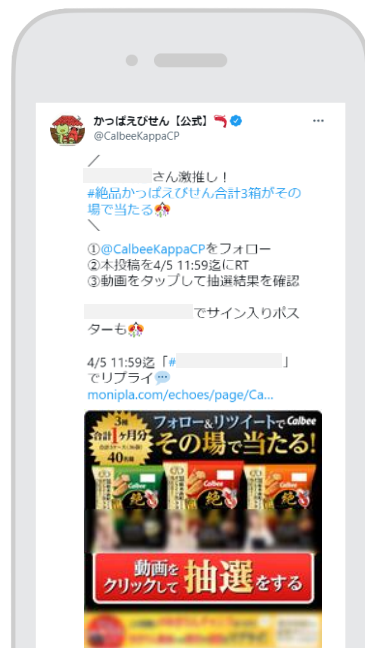 かっぱえびせん【公式】
@CalbeeKappaCP
／
さん激推し！
#絶品かっぱえびせん合計3箱がその
場で当たる
＼
①@CalbeeKappaCPをフォロー
②本投稿を4/5 11:59迄にRT
③動画をタップして抽選結果を確認
でサイン入りポス
ターも
4/5 11:59迄「#　」
でリプライ
monipla.com/echoes/page/Ca...
3種
合計1ヶ月分
40名様
フォロー&リツイートで Calbee
その場で当たる!
Calbee Calbee Calbee
絶 絶 絶
動画を
クリックして 抽選をする